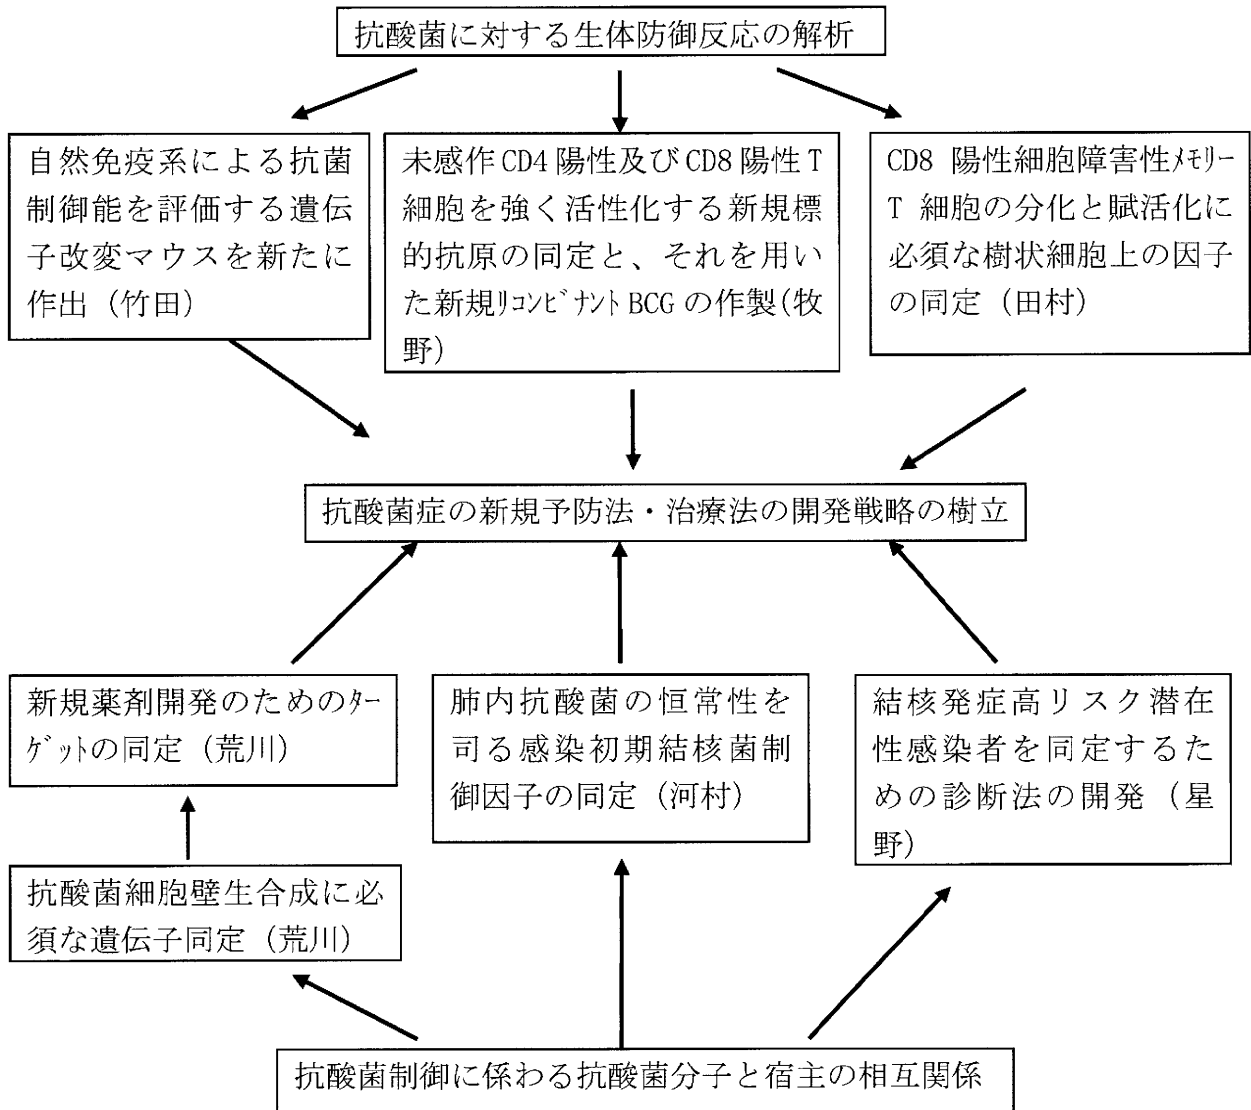 抗酸菌に対する生体防御反応の解析
自然免疫系による抗菌
制御能を評価する遺伝
子改変マウスを新たに
作出（竹田）
未感作CD4陽性及びCD8陽性T
細胞を強く活性化する新規標
的抗原の同定と、それを用い
た新規ﾘｺﾝﾋﾞﾅﾝﾄBCGの作製(牧
野）
CD8 陽性細胞障害性ﾒﾓﾘｰ
T 細胞の分化と賦活化に
必須な樹状細胞上の因子
の同定（田村）
抗酸菌症の新規予防法・治療法の開発戦略の樹立
新規薬剤開発のためのﾀｰ
ｹﾞｯﾄの同定（荒川）
肺内抗酸菌の恒常性を
司る感染初期結核菌制
御因子の同定（河村）
結核発症高リスク潜在
性感染者を同定するた
めの診断法の開発（星
野）
抗酸菌細胞壁生合成に必
須な遺伝子同定（荒川）
抗酸菌制御に係わる抗酸菌分子と宿主の相互関係